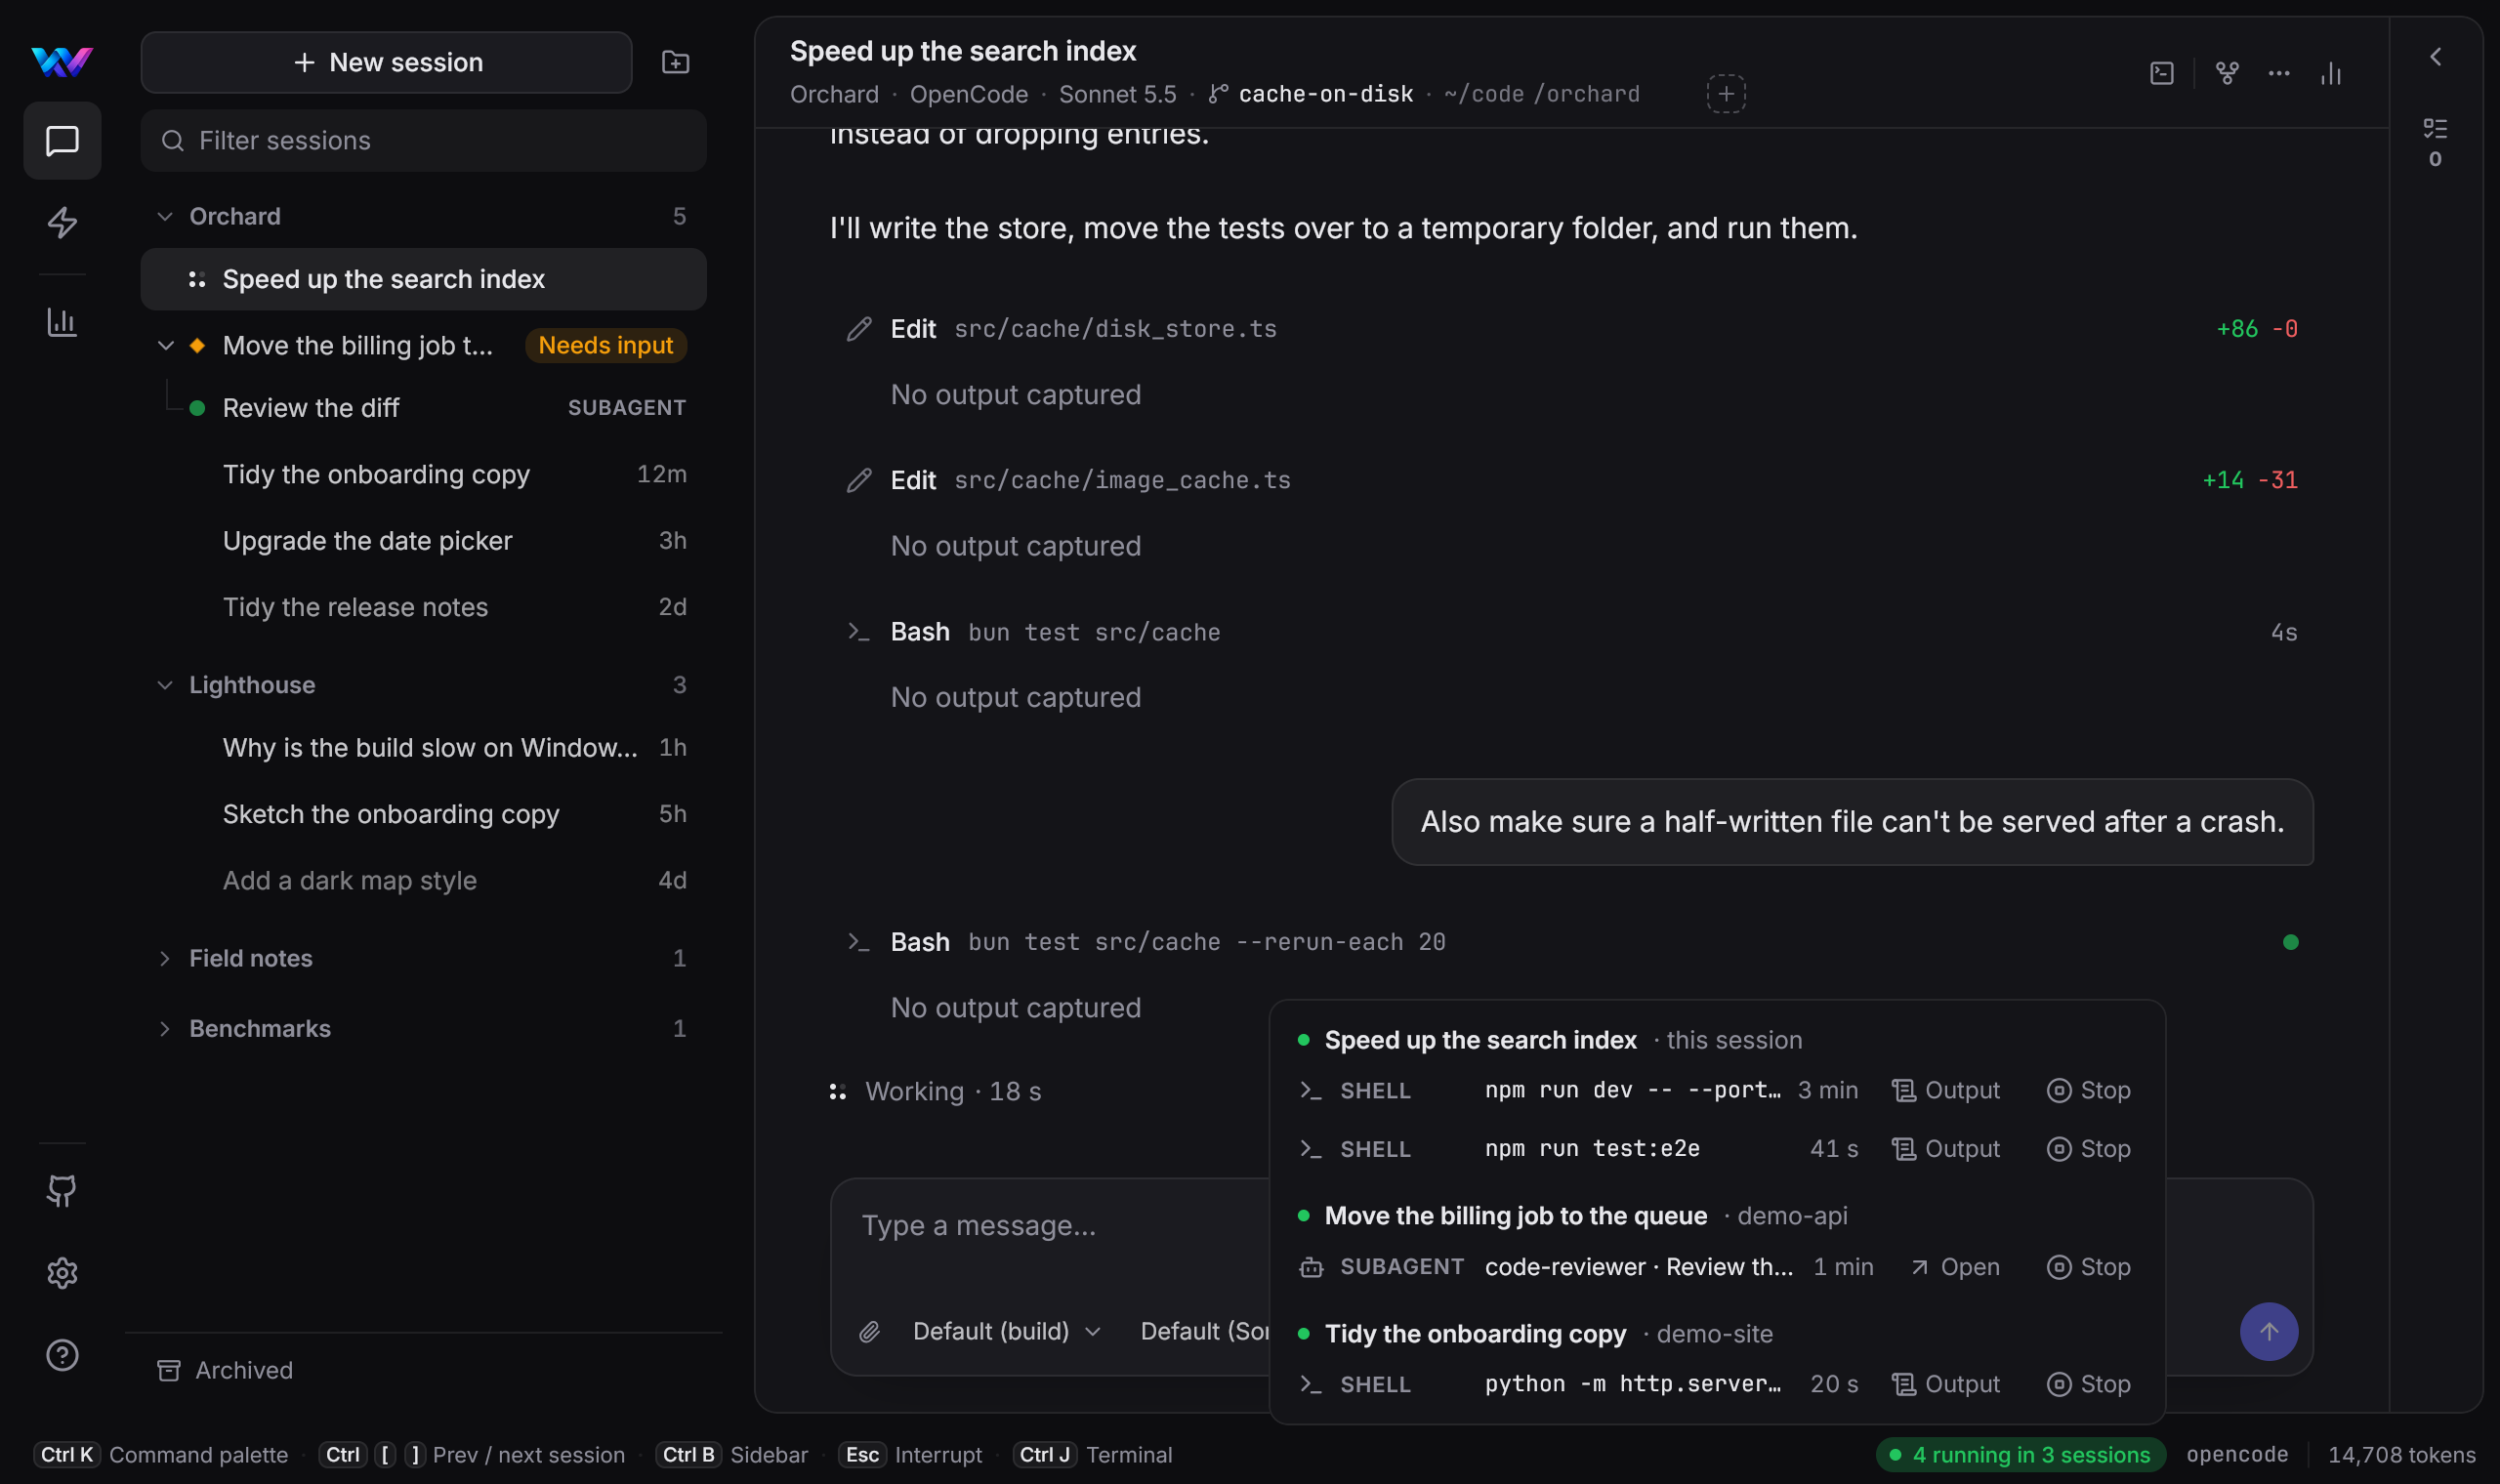 New session
Filter sessions
Orchard 5
Speed up the search index
Move the billing job t... Needs input
Review the diff SUBAGENT
Tidy the onboarding copy 12m
Upgrade the date picker 3h
Tidy the release notes 2d
Lighthouse 3
Why is the build slow on Window... 1h
Sketch the onboarding copy 5h
Add a dark map style 4d
Field notes 1
Benchmarks 1
Archived
Speed up the search index
Orchard · OpenCode · Sonnet 5.5 · cache-on-disk · ~/code /orchard
0
instead of dropping entries.
I'll write the store, move the tests over to a temporary folder, and run them.
Edit src/cache/disk_store.ts +86 -0
No output captured
Edit src/cache/image_cache.ts +14 -31
No output captured
Bash bun test src/cache 4s
No output captured
Also make sure a half-written file can't be served after a crash.
Bash bun test src/cache --rerun-each 20
No output captured
Working · 18 s
Type a message...
Default (build) Default (Sor
Speed up the search index · this session
SHELL npm run dev -- --port… 3 min Output Stop
SHELL npm run test:e2e 41 s Output Stop
Move the billing job to the queue · demo-api
SUBAGENT code-reviewer · Review th... 1 min Open Stop
Tidy the onboarding copy · demo-site
SHELL python -m http.server… 20 s Output Stop
Ctrl K Command palette · Ctrl [ ] Prev / next session · Ctrl B Sidebar · Esc Interrupt · Ctrl J Terminal
4 running in 3 sessions opencode 14,708 tokens